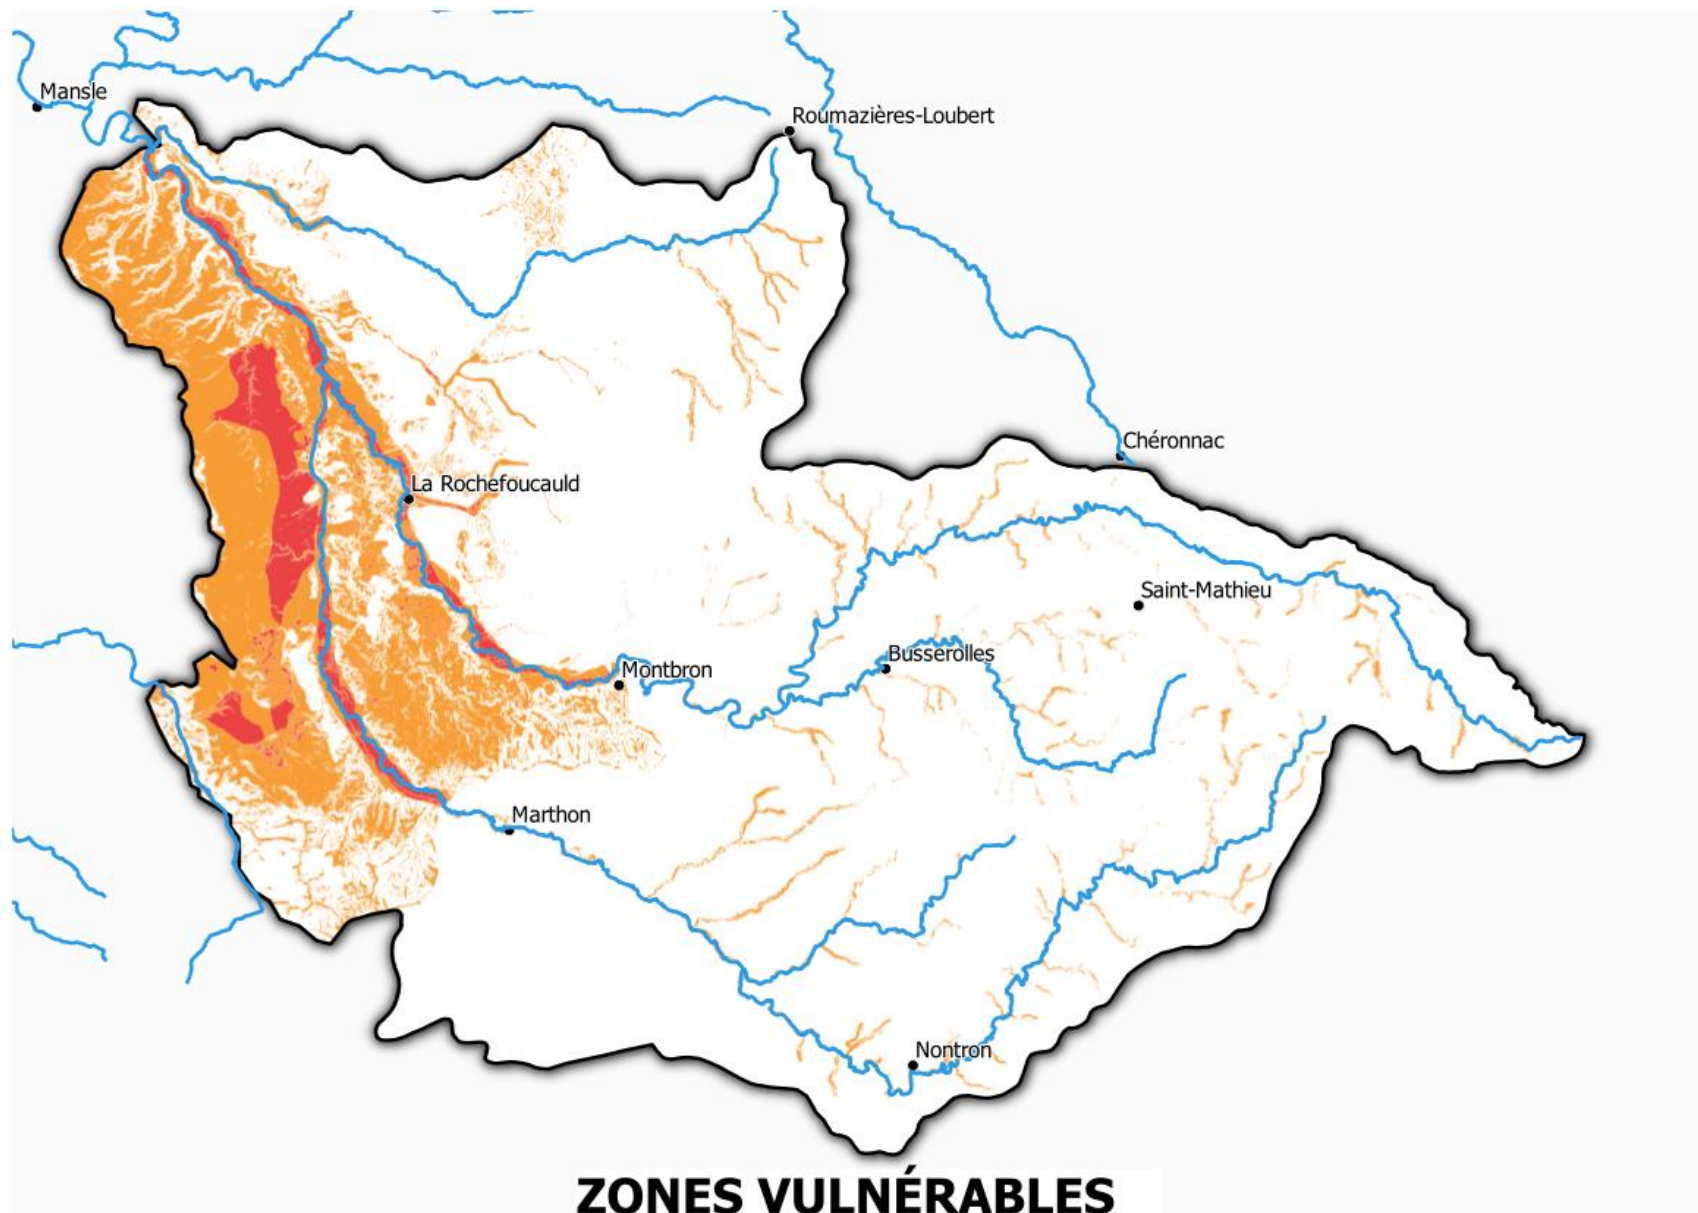 Mansle
Roumazières-Loubert
Chéronnac
La Rochefoucauld
Saint-Mathieu
Busserolles
Montbron
Marthon
Nontron
ZONES VULNÉRABLES